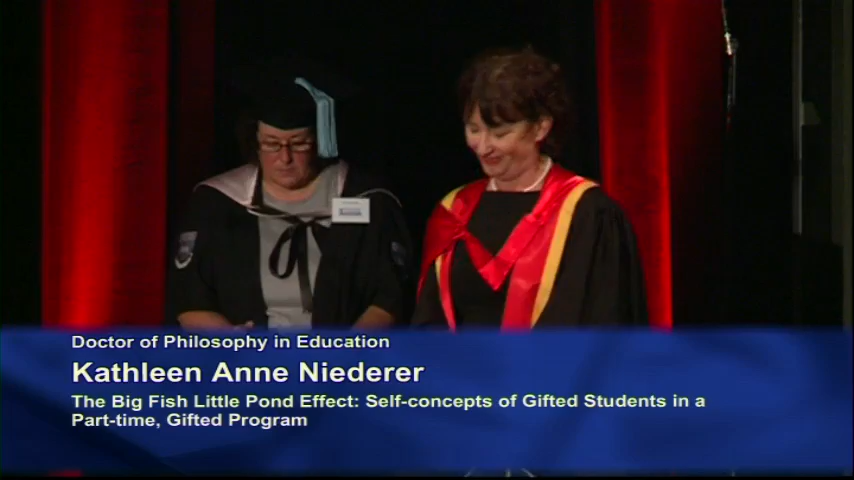 Doctor of Philosophy in Education
Kathleen Anne Niederer
The Big Fish Little Pond Effect: Self-concepts of Gifted Students in a
Part-time, Gifted Program